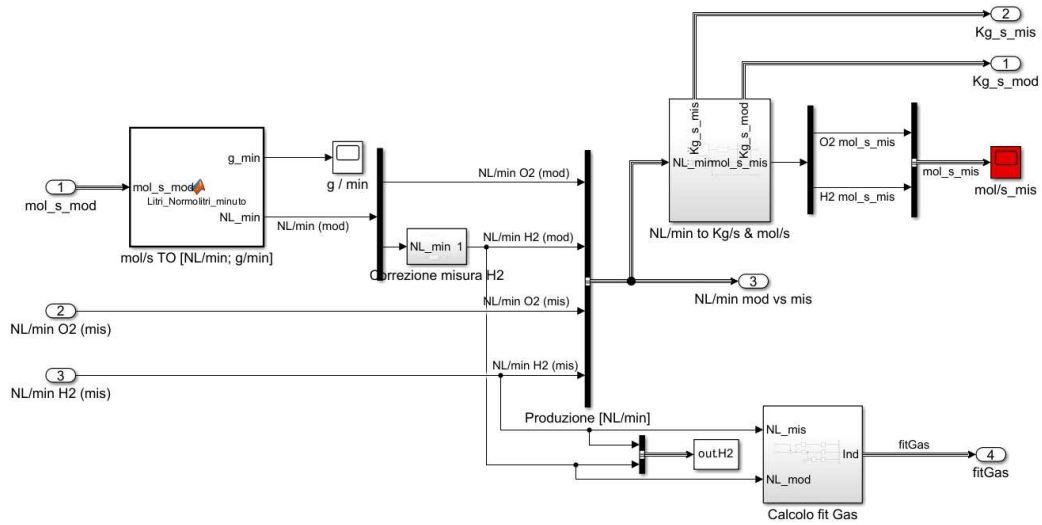 2
Kg_s_mis
1
Kg_s_mod
Kg_s_mis
Kg_s_mod
NL_min
mol_s_mis
NL/min to Kg/s & mol/s
O2 mol_s_mis
H2 mol_s_mis
mol_s_mis
mol/s_mis
1
mol_s_mod
mol_s_mod
g_min
Litri_Normolitri_minuto
NL_min
mol/s TO [NL/min; g/min]
g / min
NL/min (mod)
NL_min 1
Correzione misura H2
NL/min O2 (mod)
NL/min H2 (mod)
NL/min O2 (mis)
NL/min H2 (mis)
3
NL/min mod vs mis
2
NL/min O2 (mis)
3
NL/min H2 (mis)
Produzione [NL/min]
out.H2
NL_mis
NL_mod
Ind
Calcolo fit Gas
fitGas
4
fitGas